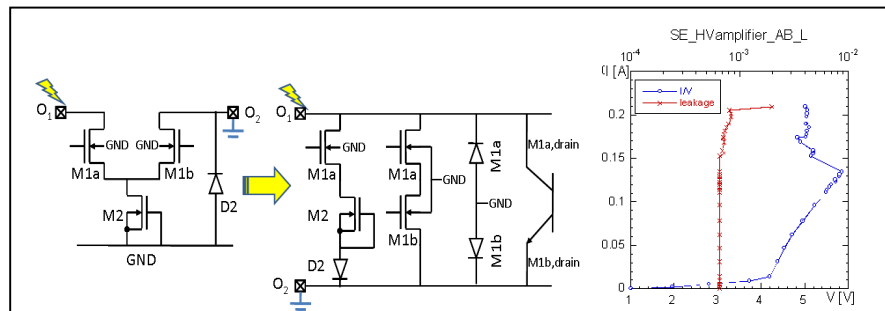 O1
O2
GND
GND
M1a
M1b
M2
D2
GND
O1
GND
M1a
M1a
GND
M2
M1b
D2
O2
M1a
GND
M1b
M1a,drain
M1b,drain
SE_HVamplifier_AB_L
10-4
10-3
10-2
I [A]
I/V
leakage
0.2
0.15
0.1
0.05
0
1
2
3
4
5
V [V]